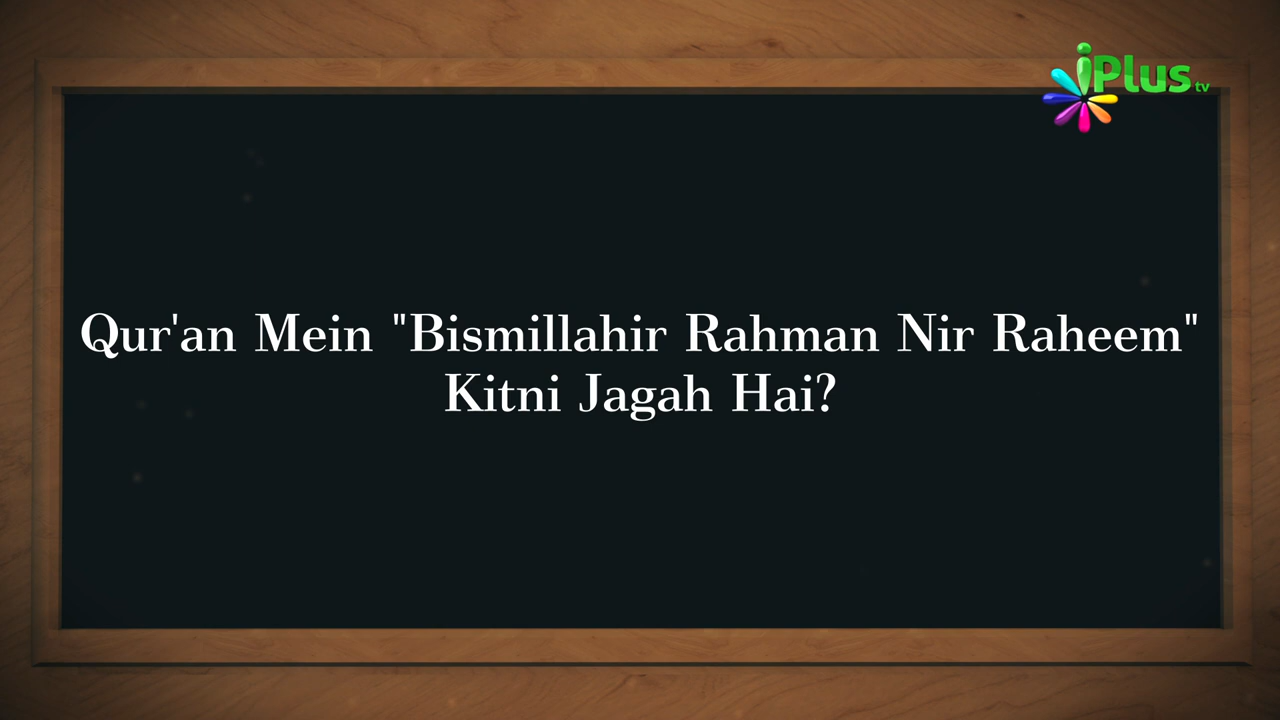 iPlus tv
Qur'an Mein "Bismillahir Rahman Nir Raheem"
Kitni Jagah Hai?